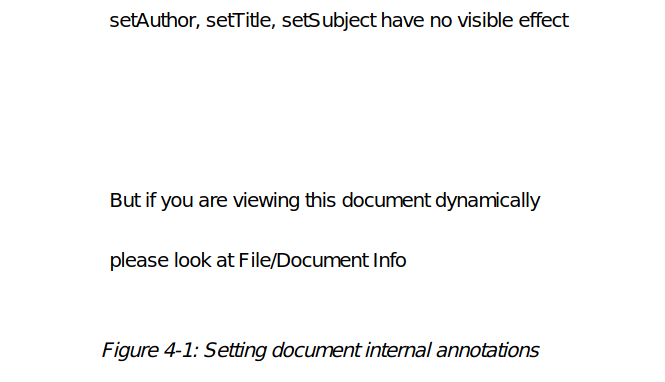 setAuthor, setTitle, setSubject have no visible effect
But if you are viewing this document dynamically
please look at File/Document Info
Figure 4-1: Setting document internal annotations